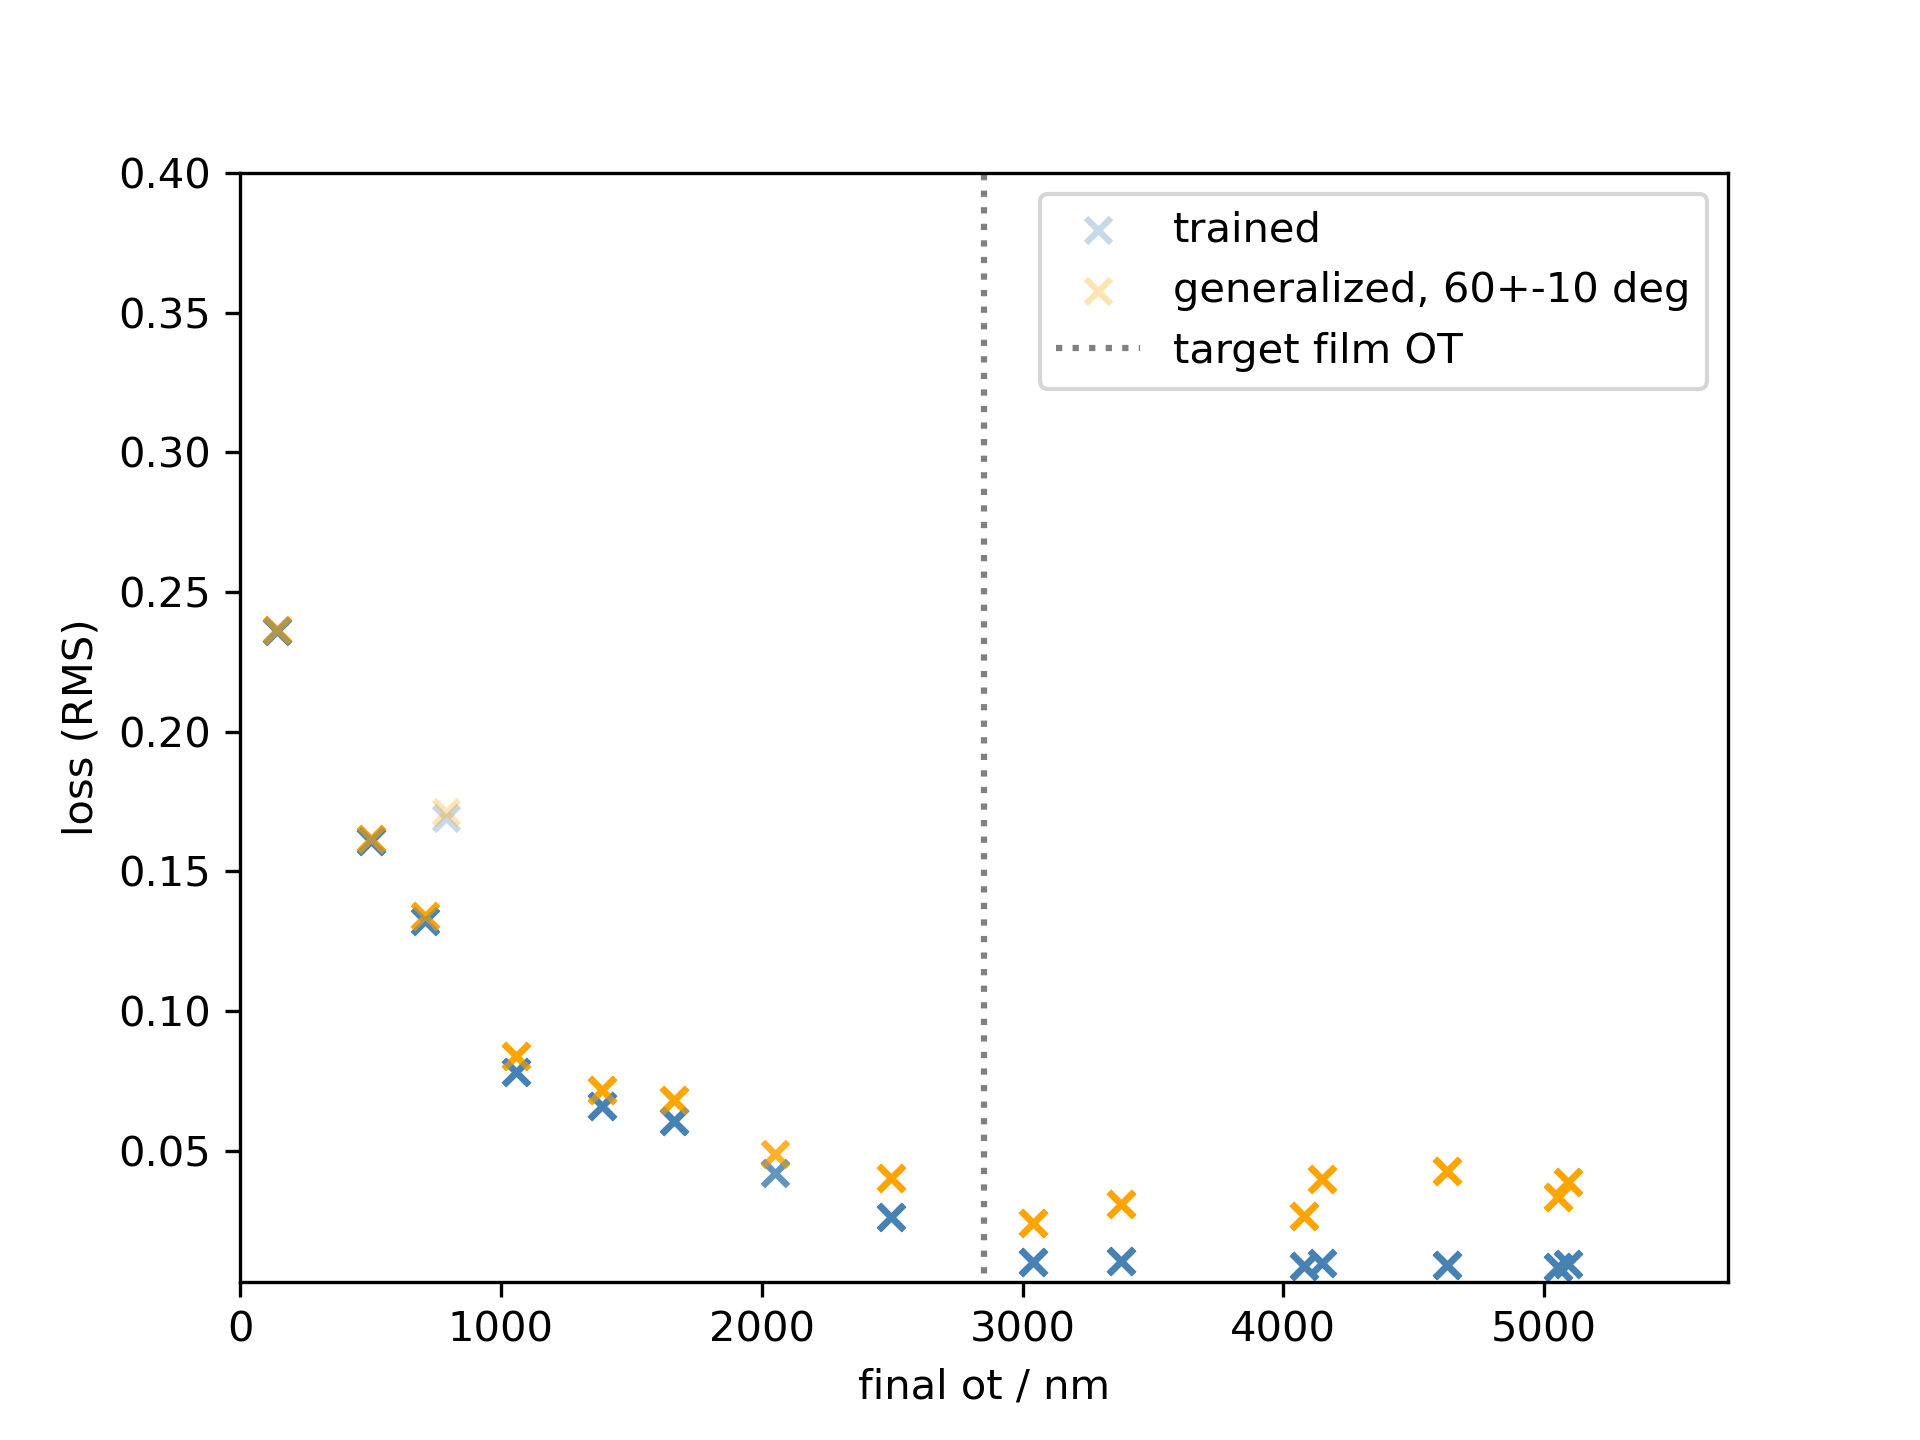 0.40
0.35
0.30
0.25
0.20
0.15
0.10
0.05
loss (RMS)
trained
generalized, 60+-10 deg
target film OT
0 1000 2000 3000 4000 5000
final ot / nm